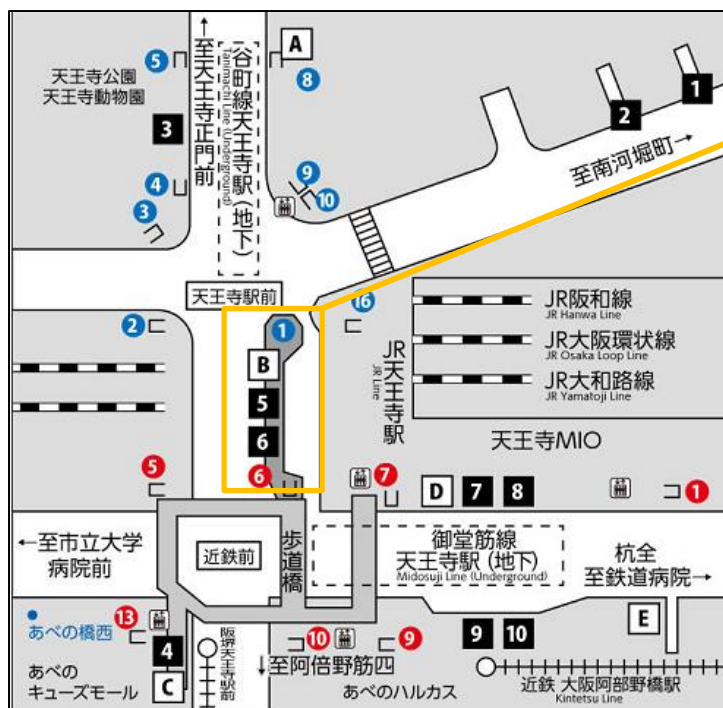 ↑至天王寺正門前
谷町線天王寺駅(地下)
Tanimachi Line (Underground)
A
5
8
天王寺公園
天王寺動物園
3
4
3
9
10
1
2
至南河堀町→
天王寺駅前
2
1
16
B
5
6
6
JR天王寺駅
JR Line
JR阪和線
JR Hanwa Line
JR大阪環状線
JR Osaka Loop Line
JR大和路線
JR Yamatoji Line
天王寺MIO
5
7
D
7
8
1
←至市立大学
病院前
近鉄前
歩道橋
御堂筋線
天王寺駅(地下)
Midosuji Line (Underground)
杭全
至鉄道病院→
E
あべの橋西
13
4
C
あべの
キューズモール
阪堺天王寺駅前
10
9
↓至阿倍野筋四
あべのハルカス
9
10
近鉄 大阪阿部野橋駅
Kintetsu Line